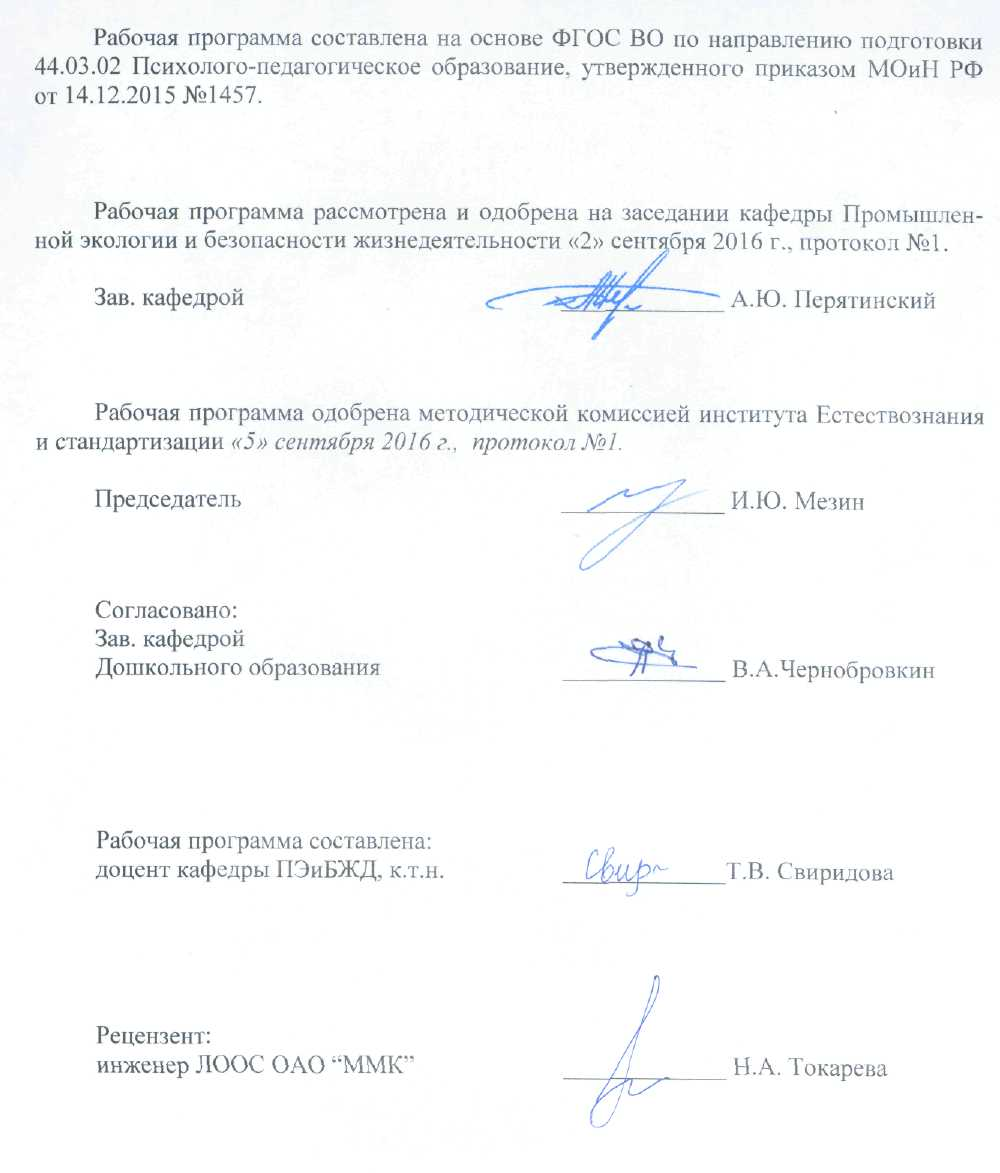 Рабочая программа составлена на основе ФГОС ВО по направлению подготовки
44.03.02 Психолого-педагогическое образование, утвержденного приказом МОиН РФ
от 14.12.2015 №1457.
Рабочая программа рассмотрена и одобрена на заседании кафедры Промышлен-
ной экологии и безопасности жизнедеятельности «2» сентября 2016 г., протокол №1.
Зав. кафедрой А.Ю. Перятинский
Рабочая программа одобрена методической комиссией института Естествознания
и стандартизации «5» сентября 2016 г., протокол №1.
Председатель И.Ю. Мезин
Согласовано:
Зав. кафедрой
Дошкольного образования В.А.Чернобровкин
Рабочая программа составлена:
доцент кафедры ПЭиБЖД, к.т.н. Т.В. Свиридова
Рецензент:
инженер ЛООС ОАО “ММК” Н.А. Токарева